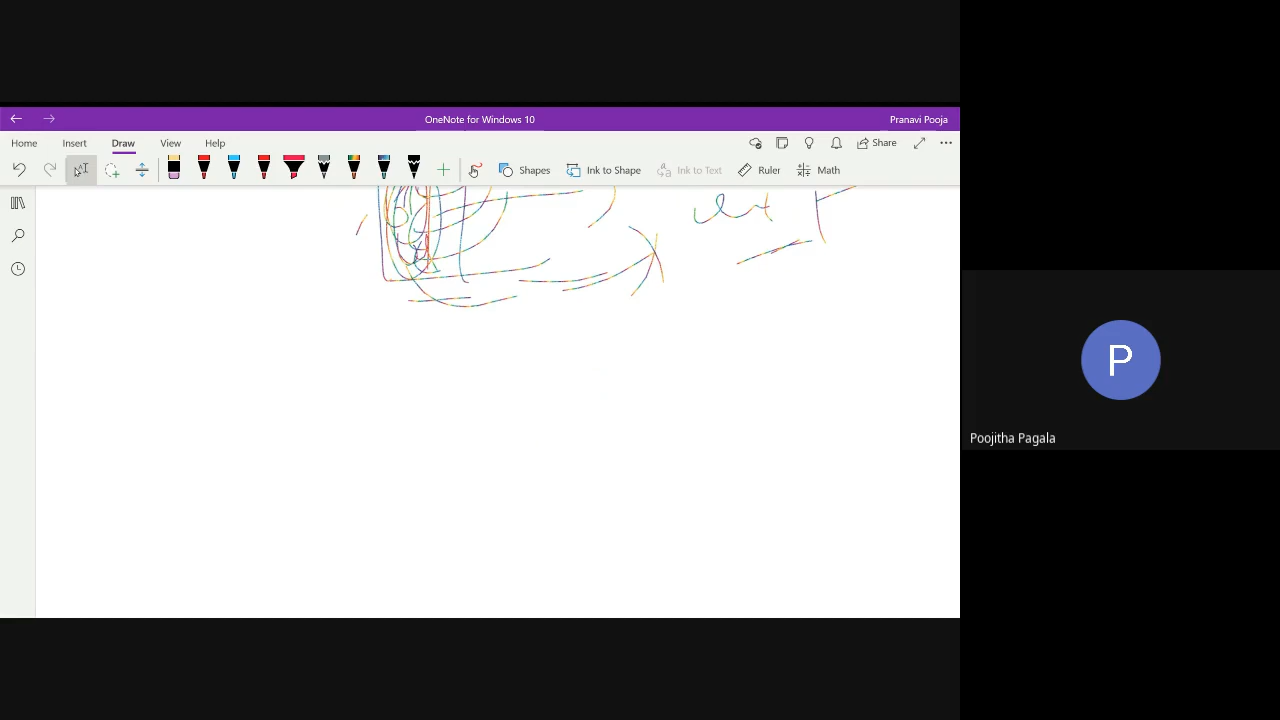 OneNote for Windows 10
Pranavi Pooja
Home Insert Draw View Help
Share
Shapes Ink to Shape Ink to Text Ruler Math
P
Poojitha Pagala